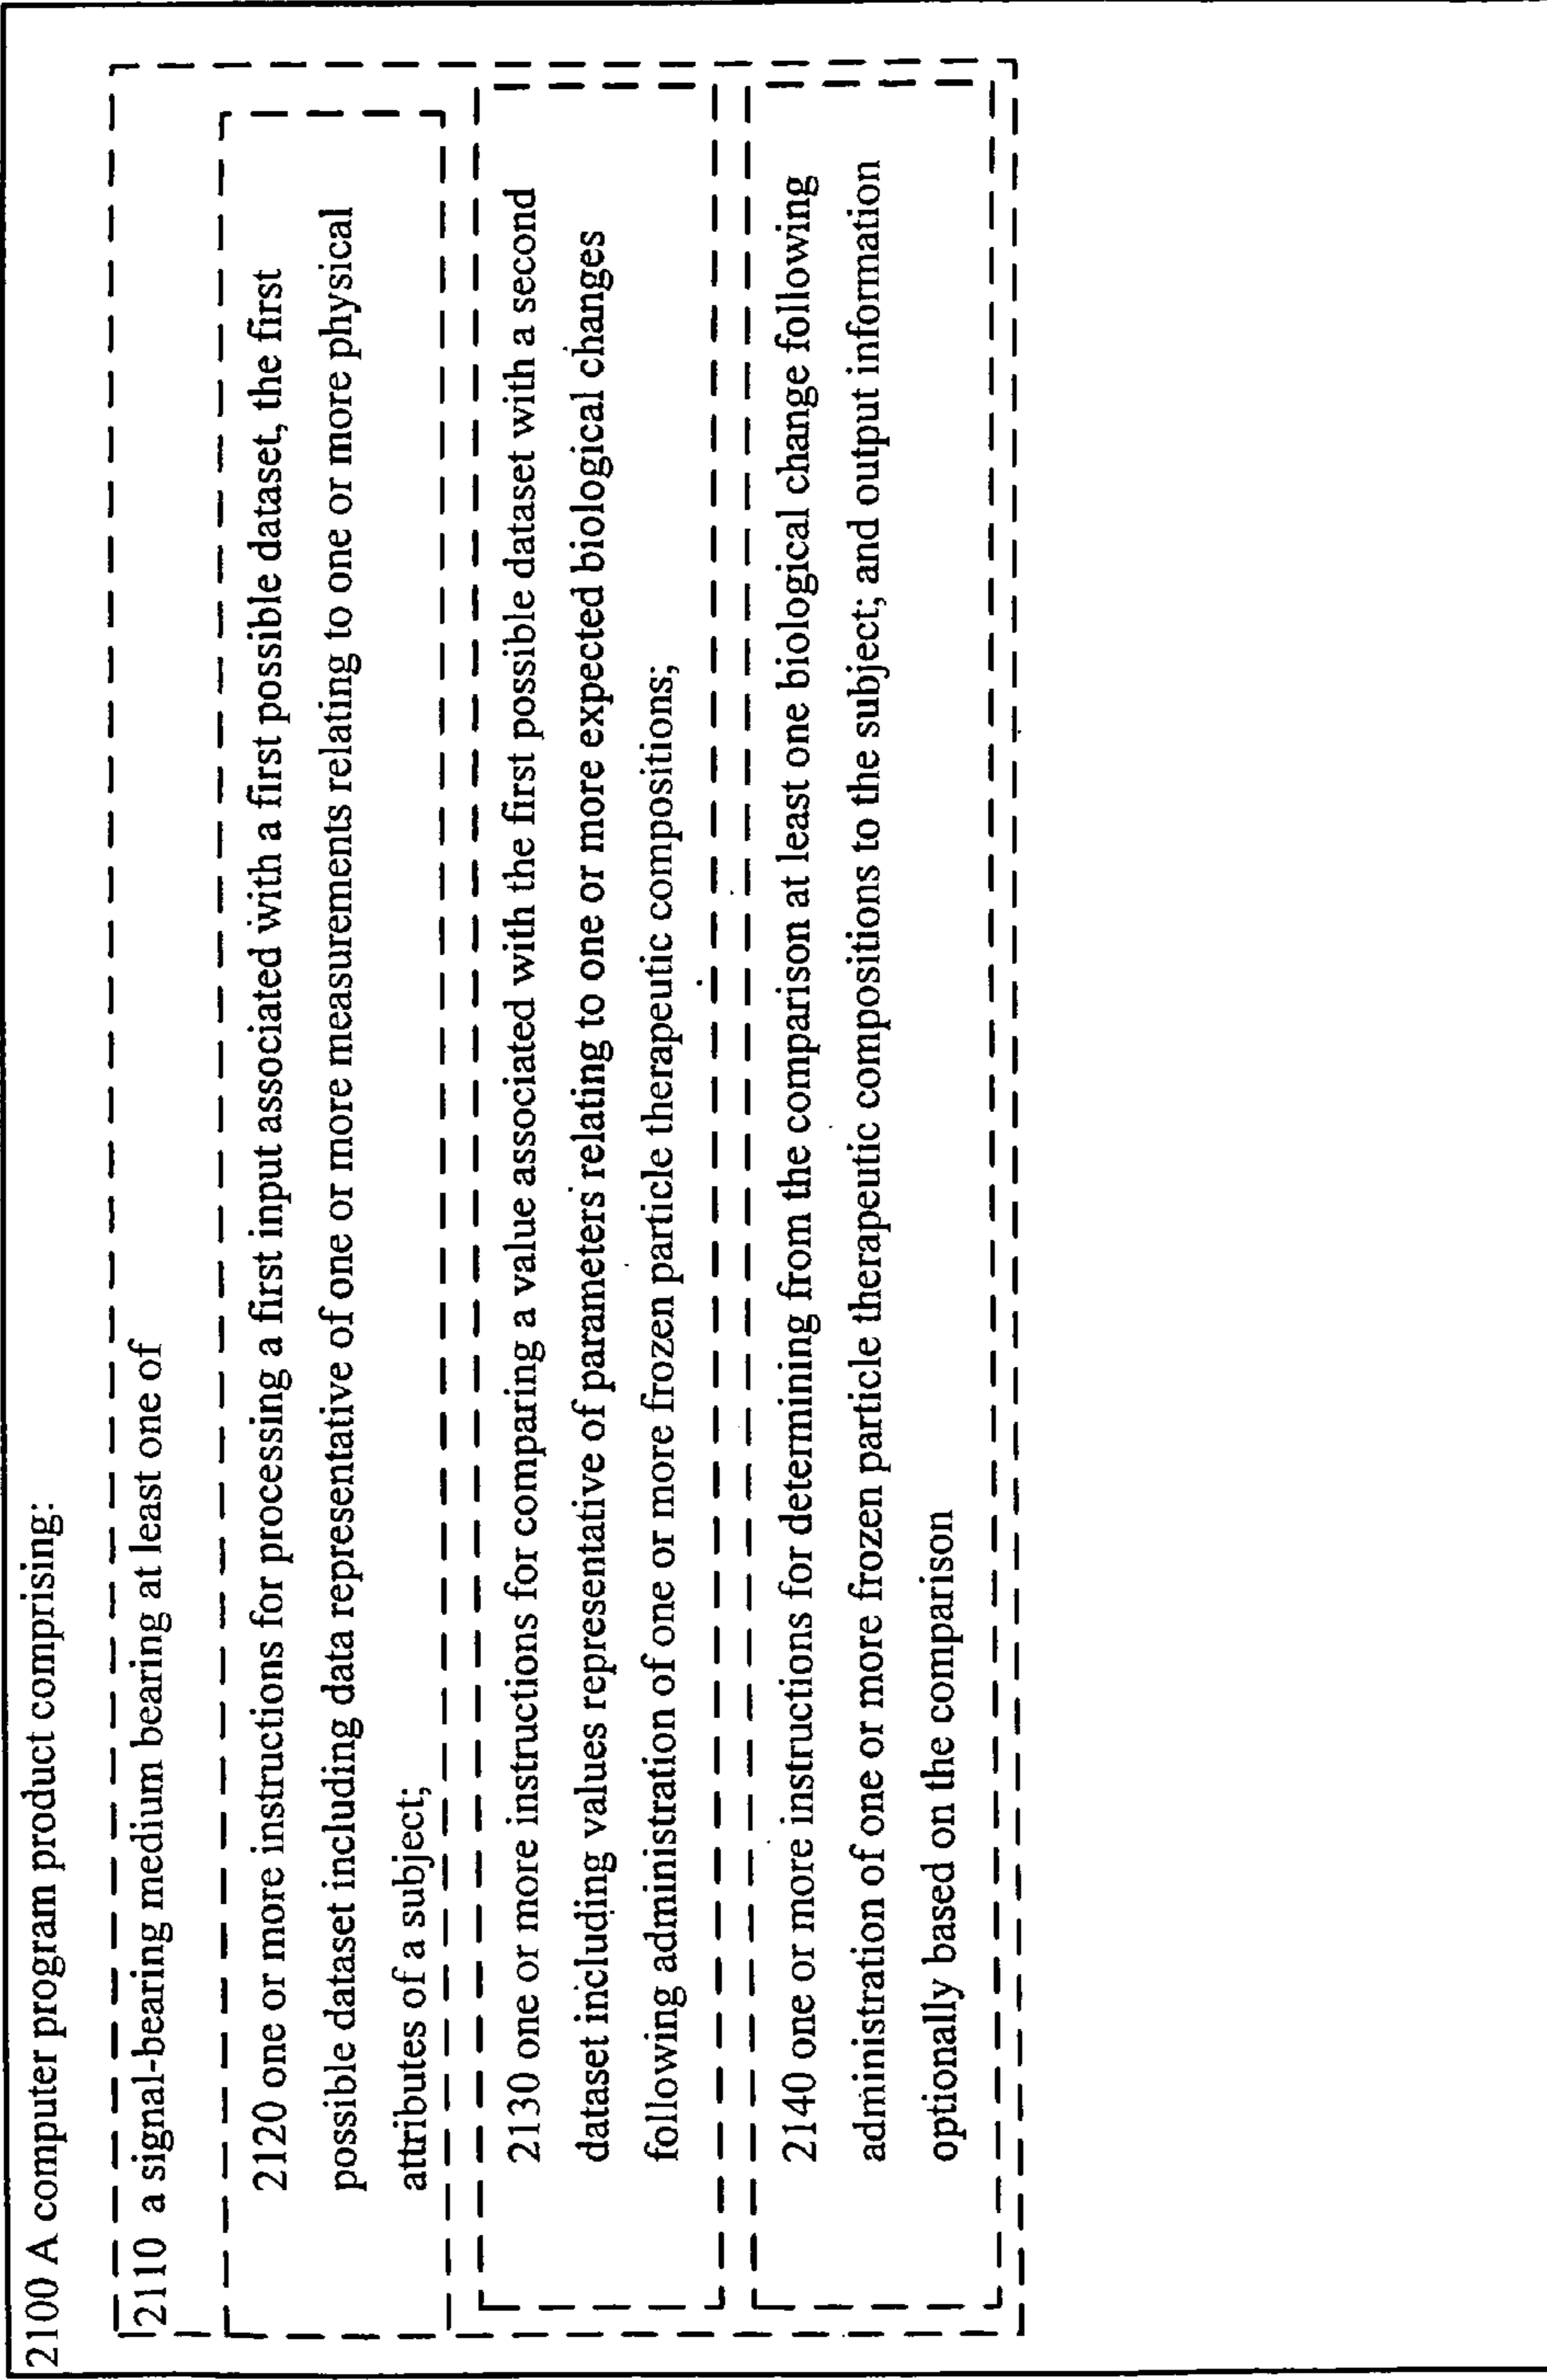 2100 A computer program product comprising:
2110 a signal-bearing medium bearing at least one of
2120 one or more instructions for processing a first input associated with a first possible dataset, the first
possible dataset including data representative of one or more measurements relating to one or more physical
attributes of a subject;
2130 one or more instructions for comparing a value associated with the first possible dataset with a second
dataset including values representative of parameters relating to one or more expected biological changes
following administration of one or more frozen particle therapeutic compositions;
2140 one or more instructions for determining from the comparison at least one biological change following
administration of one or more frozen particle therapeutic compositions to the subject; and output information
optionally based on the comparison